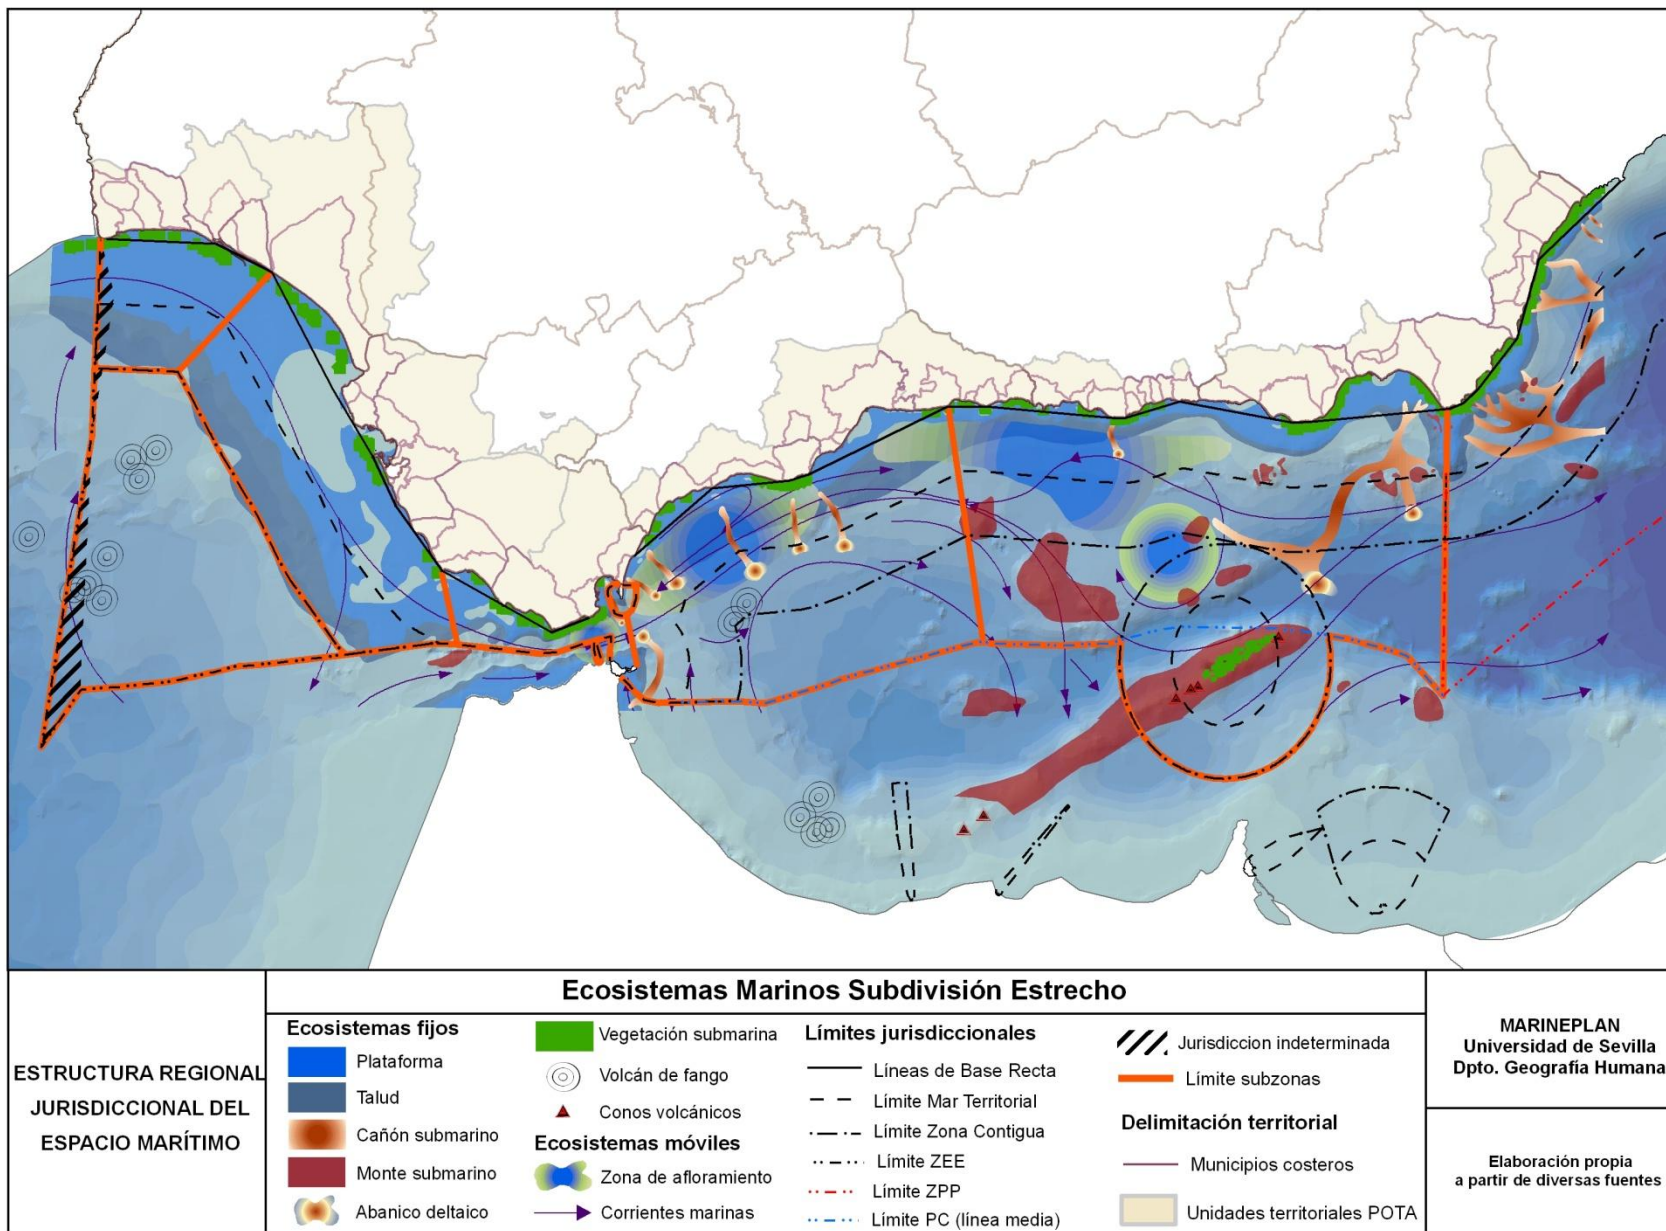 ESTRUCTURA REGIONAL
JURISDICCIONAL DEL
ESPACIO MARÍTIMO
Ecosistemas Marinos Subdivisión Estrecho
Ecosistemas fijos
Plataforma
Talud
Cañón submarino
Monte submarino
Abanico deltaico
Vegetación submarina
Volcán de fango
Conos volcánicos
Ecosistemas móviles
Zona de afloramiento
Corrientes marinas
Límites jurisdiccionales
Líneas de Base Recta
Límite Mar Territorial
Límite Zona Contigua
Límite ZEE
Límite ZPP
Límite PC (línea media)
Jurisdiccion indeterminada
Límite subzonas
Delimitación territorial
Municipios costeros
Unidades territoriales POTA
MARINEPLAN
Universidad de Sevilla
Dpto. Geografía Humana
Elaboración propia
a partir de diversas fuentes